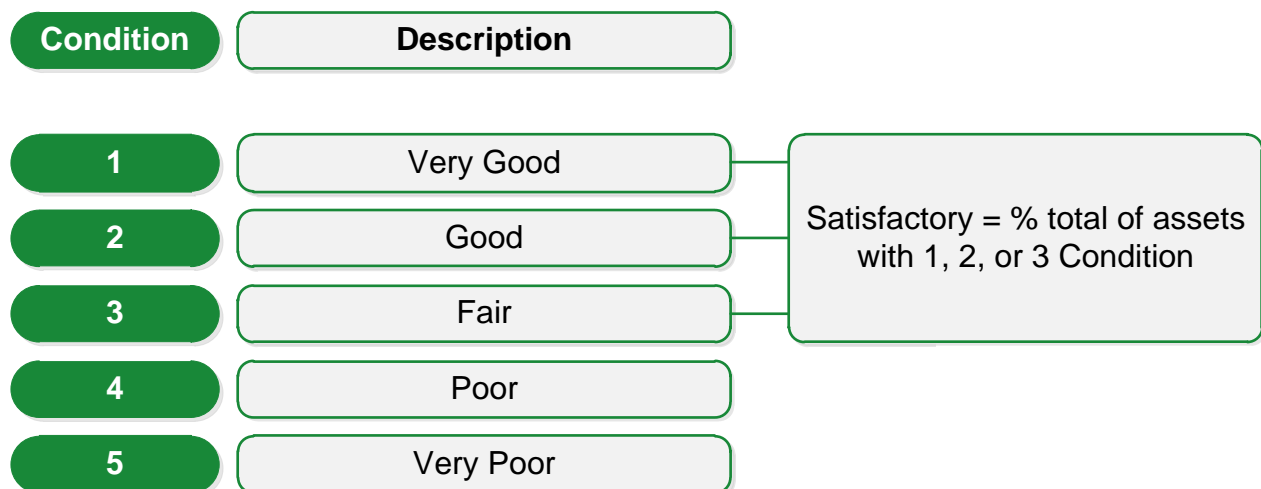 Condition
Description
1
Very Good
2
Good
3
Fair
Satisfactory = % total of assets
with 1, 2, or 3 Condition
4
Poor
5
Very Poor